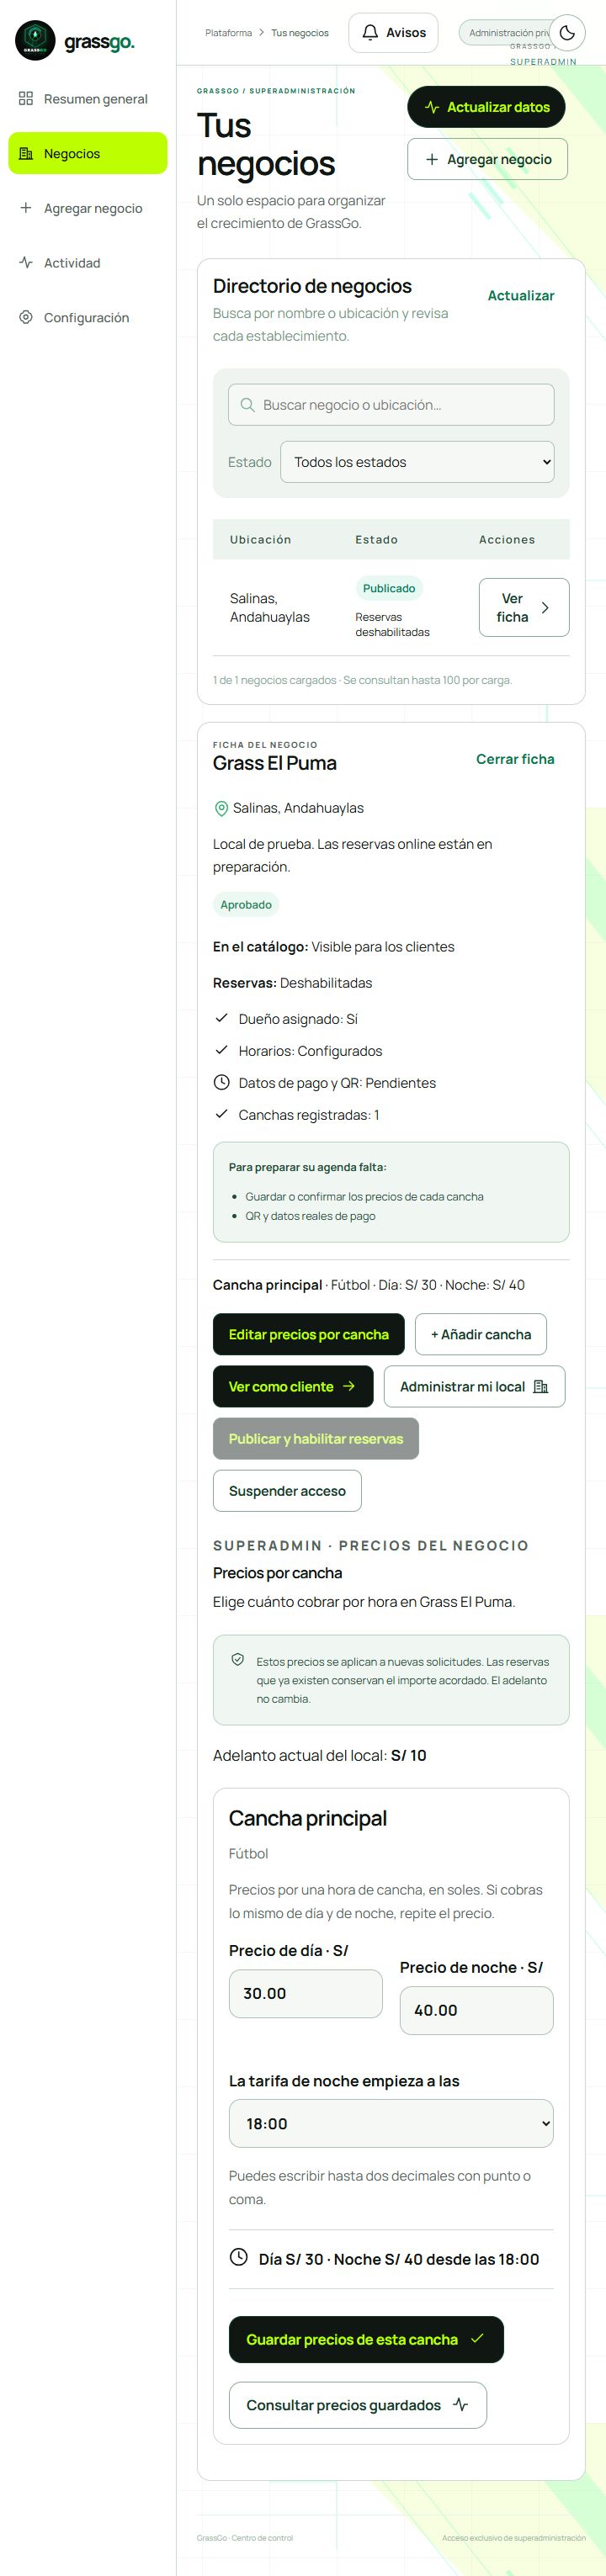 grassgo.
Resumen general
Negocios
Agregar negocio
Actividad
Configuración
Plataforma > Tus negocios
Avisos
Administración
GRASSGO
SUPERADMIN
GRASSGO / SUPERADMINISTRACIÓN
Tus
negocios
Un solo espacio para organizar
el crecimiento de GrassGo.
Actualizar datos
Agregar negocio
Directorio de negocios
Busca por nombre o ubicación y revisa
cada establecimiento.
Actualizar
Buscar negocio o ubicación...
Estado
Todos los estados
Ubicación Estado Acciones
Salinas,
Andahuaylas
Publicado
Reservas
deshabilitadas
Ver
ficha
1 de 1 negocios cargados · Se consultan hasta 100 por carga.
FICHA DEL NEGOCIO
Grass El Puma
Cerrar ficha
Salinas, Andahuaylas
Local de prueba. Las reservas online están en
preparación.
Aprobado
En el catálogo: Visible para los clientes
Reservas: Deshabilitadas
Dueño asignado: Sí
Horarios: Configurados
Datos de pago y QR: Pendientes
Canchas registradas: 1
Para preparar su agenda falta:
• Guardar o confirmar los precios de cada cancha
• QR y datos reales de pago
Cancha principal · Fútbol · Día: S/ 30 · Noche: S/ 40
Editar precios por cancha
+ Añadir cancha
Ver como cliente
Administrar mi local
Publicar y habilitar reservas
Suspender acceso
SUPERADMIN · PRECIOS DEL NEGOCIO
Precios por cancha
Elige cuánto cobrar por hora en Grass El Puma.
Estos precios se aplican a nuevas solicitudes. Las reservas
que ya existen conservan el importe acordado. El adelanto
no cambia.
Adelanto actual del local: S/ 10
Cancha principal
Fútbol
Precios por una hora de cancha, en soles. Si cobras
lo mismo de día y de noche, repite el precio.
Precio de día · S/
30.00
Precio de noche · S/
40.00
La tarifa de noche empieza a las
18:00
Puedes escribir hasta dos decimales con punto o
coma.
Día S/ 30 · Noche S/ 40 desde las 18:00
Guardar precios de esta cancha
Consultar precios guardados
GrassGo · Centro de control
Acceso exclusivo de superadministración